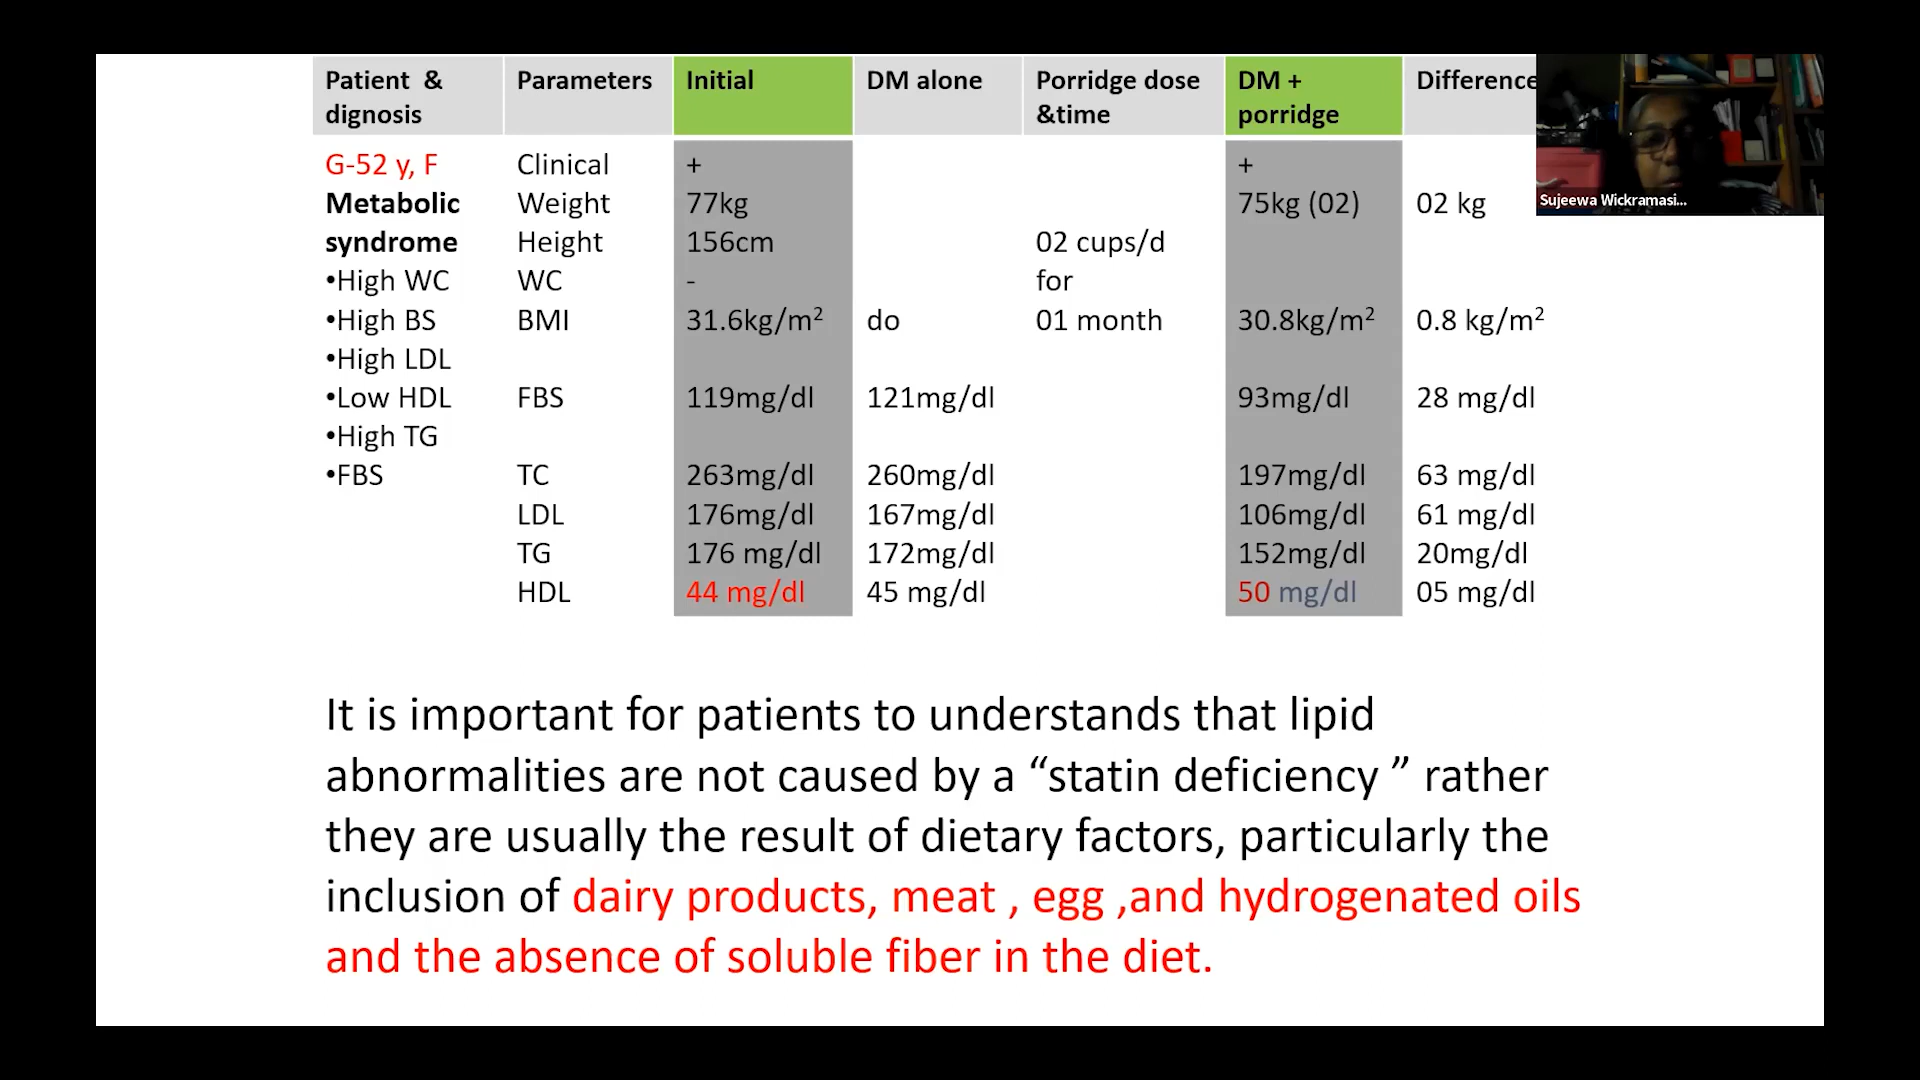 Patient & dignosis Parameters Initial DM alone Porridge dose &time DM + porridge Difference
G-52 y, F Clinical + +
Metabolic Weight 77kg 75kg (02) 02 kg
syndrome Height 156cm 02 cups/d
•High WC WC - for
•High BS BMI 31.6kg/m² do 01 month 30.8kg/m² 0.8 kg/m²
•High LDL
•Low HDL FBS 119mg/dl 121mg/dl 93mg/dl 28 mg/dl
•High TG
•FBS TC 263mg/dl 260mg/dl 197mg/dl 63 mg/dl
LDL 176mg/dl 167mg/dl 106mg/dl 61 mg/dl
TG 176 mg/dl 172mg/dl 152mg/dl 20mg/dl
HDL 44 mg/dl 45 mg/dl 50 mg/dl 05 mg/dl
It is important for patients to understands that lipid
abnormalities are not caused by a “statin deficiency ” rather
they are usually the result of dietary factors, particularly the
inclusion of dairy products, meat , egg ,and hydrogenated oils
and the absence of soluble fiber in the diet.
Sujeewa Wickramasi...